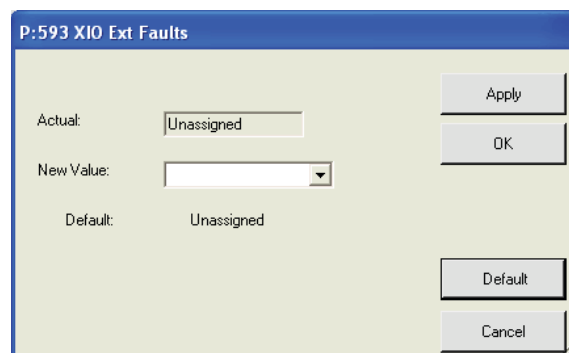 P:593 XIO Ext Faults
Apply
Actual: Unassigned
OK
New Value:
Default: Unassigned
Default
Cancel